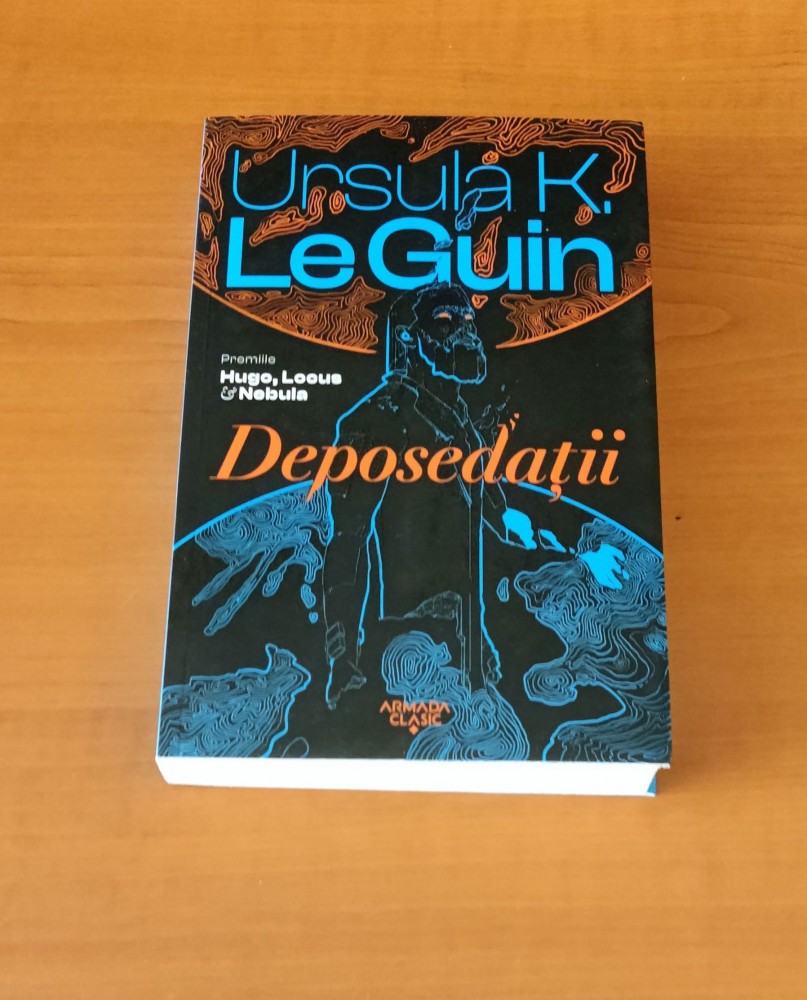 Ursula K.
Le Guin
Premiile
Hugo, Locus
& Nebula
Deposedații
ARMADA
CLASIC